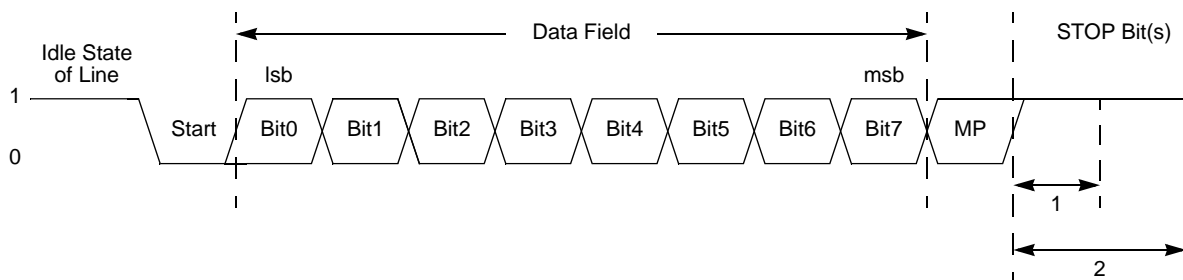 Data Field
STOP Bit(s)
Idle State
of Line
lsb
msb
1
Start
Bit0
Bit1
Bit2
Bit3
Bit4
Bit5
Bit6
Bit7
MP
0
1
2